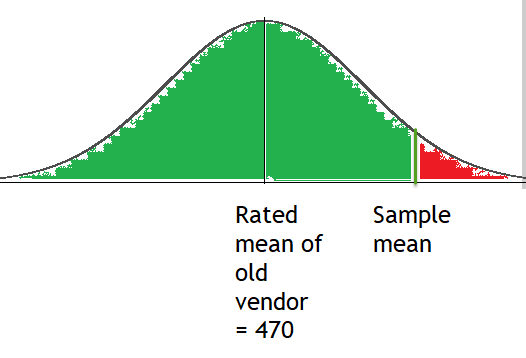 Rated
mean of
old
vendor
= 470
Sample
mean